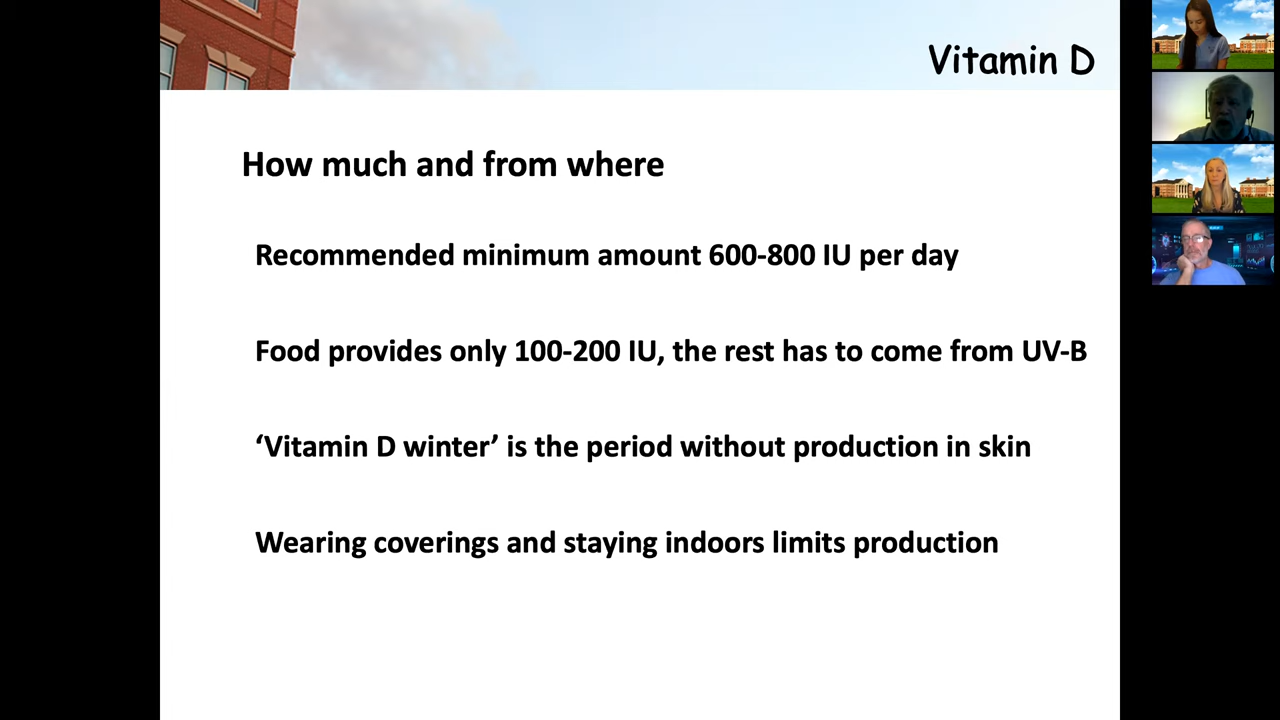 Vitamin D
How much and from where
Recommended minimum amount 600-800 IU per day
Food provides only 100-200 IU, the rest has to come from UV-B
‘Vitamin D winter’ is the period without production in skin
Wearing coverings and staying indoors limits production